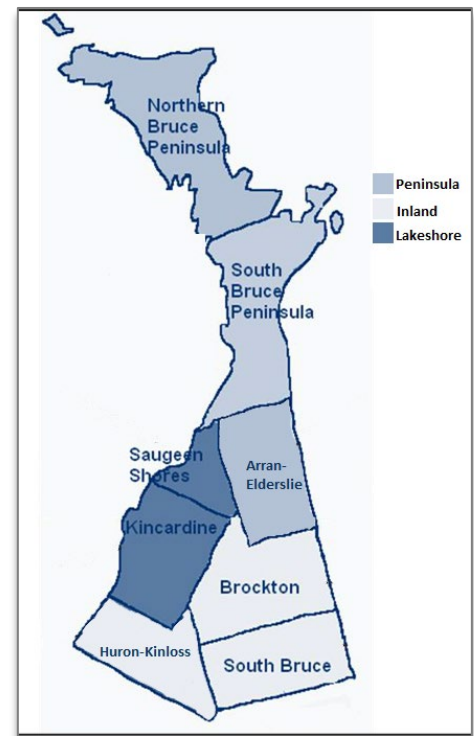 Northern
Bruce
Peninsula
Peninsula
Inland
Lakeshore
South
Bruce
Peninsula
Saugeen
Shores
Arran-
Elderslie
Kincardine
Brockton
Huron-Kinloss
South Bruce